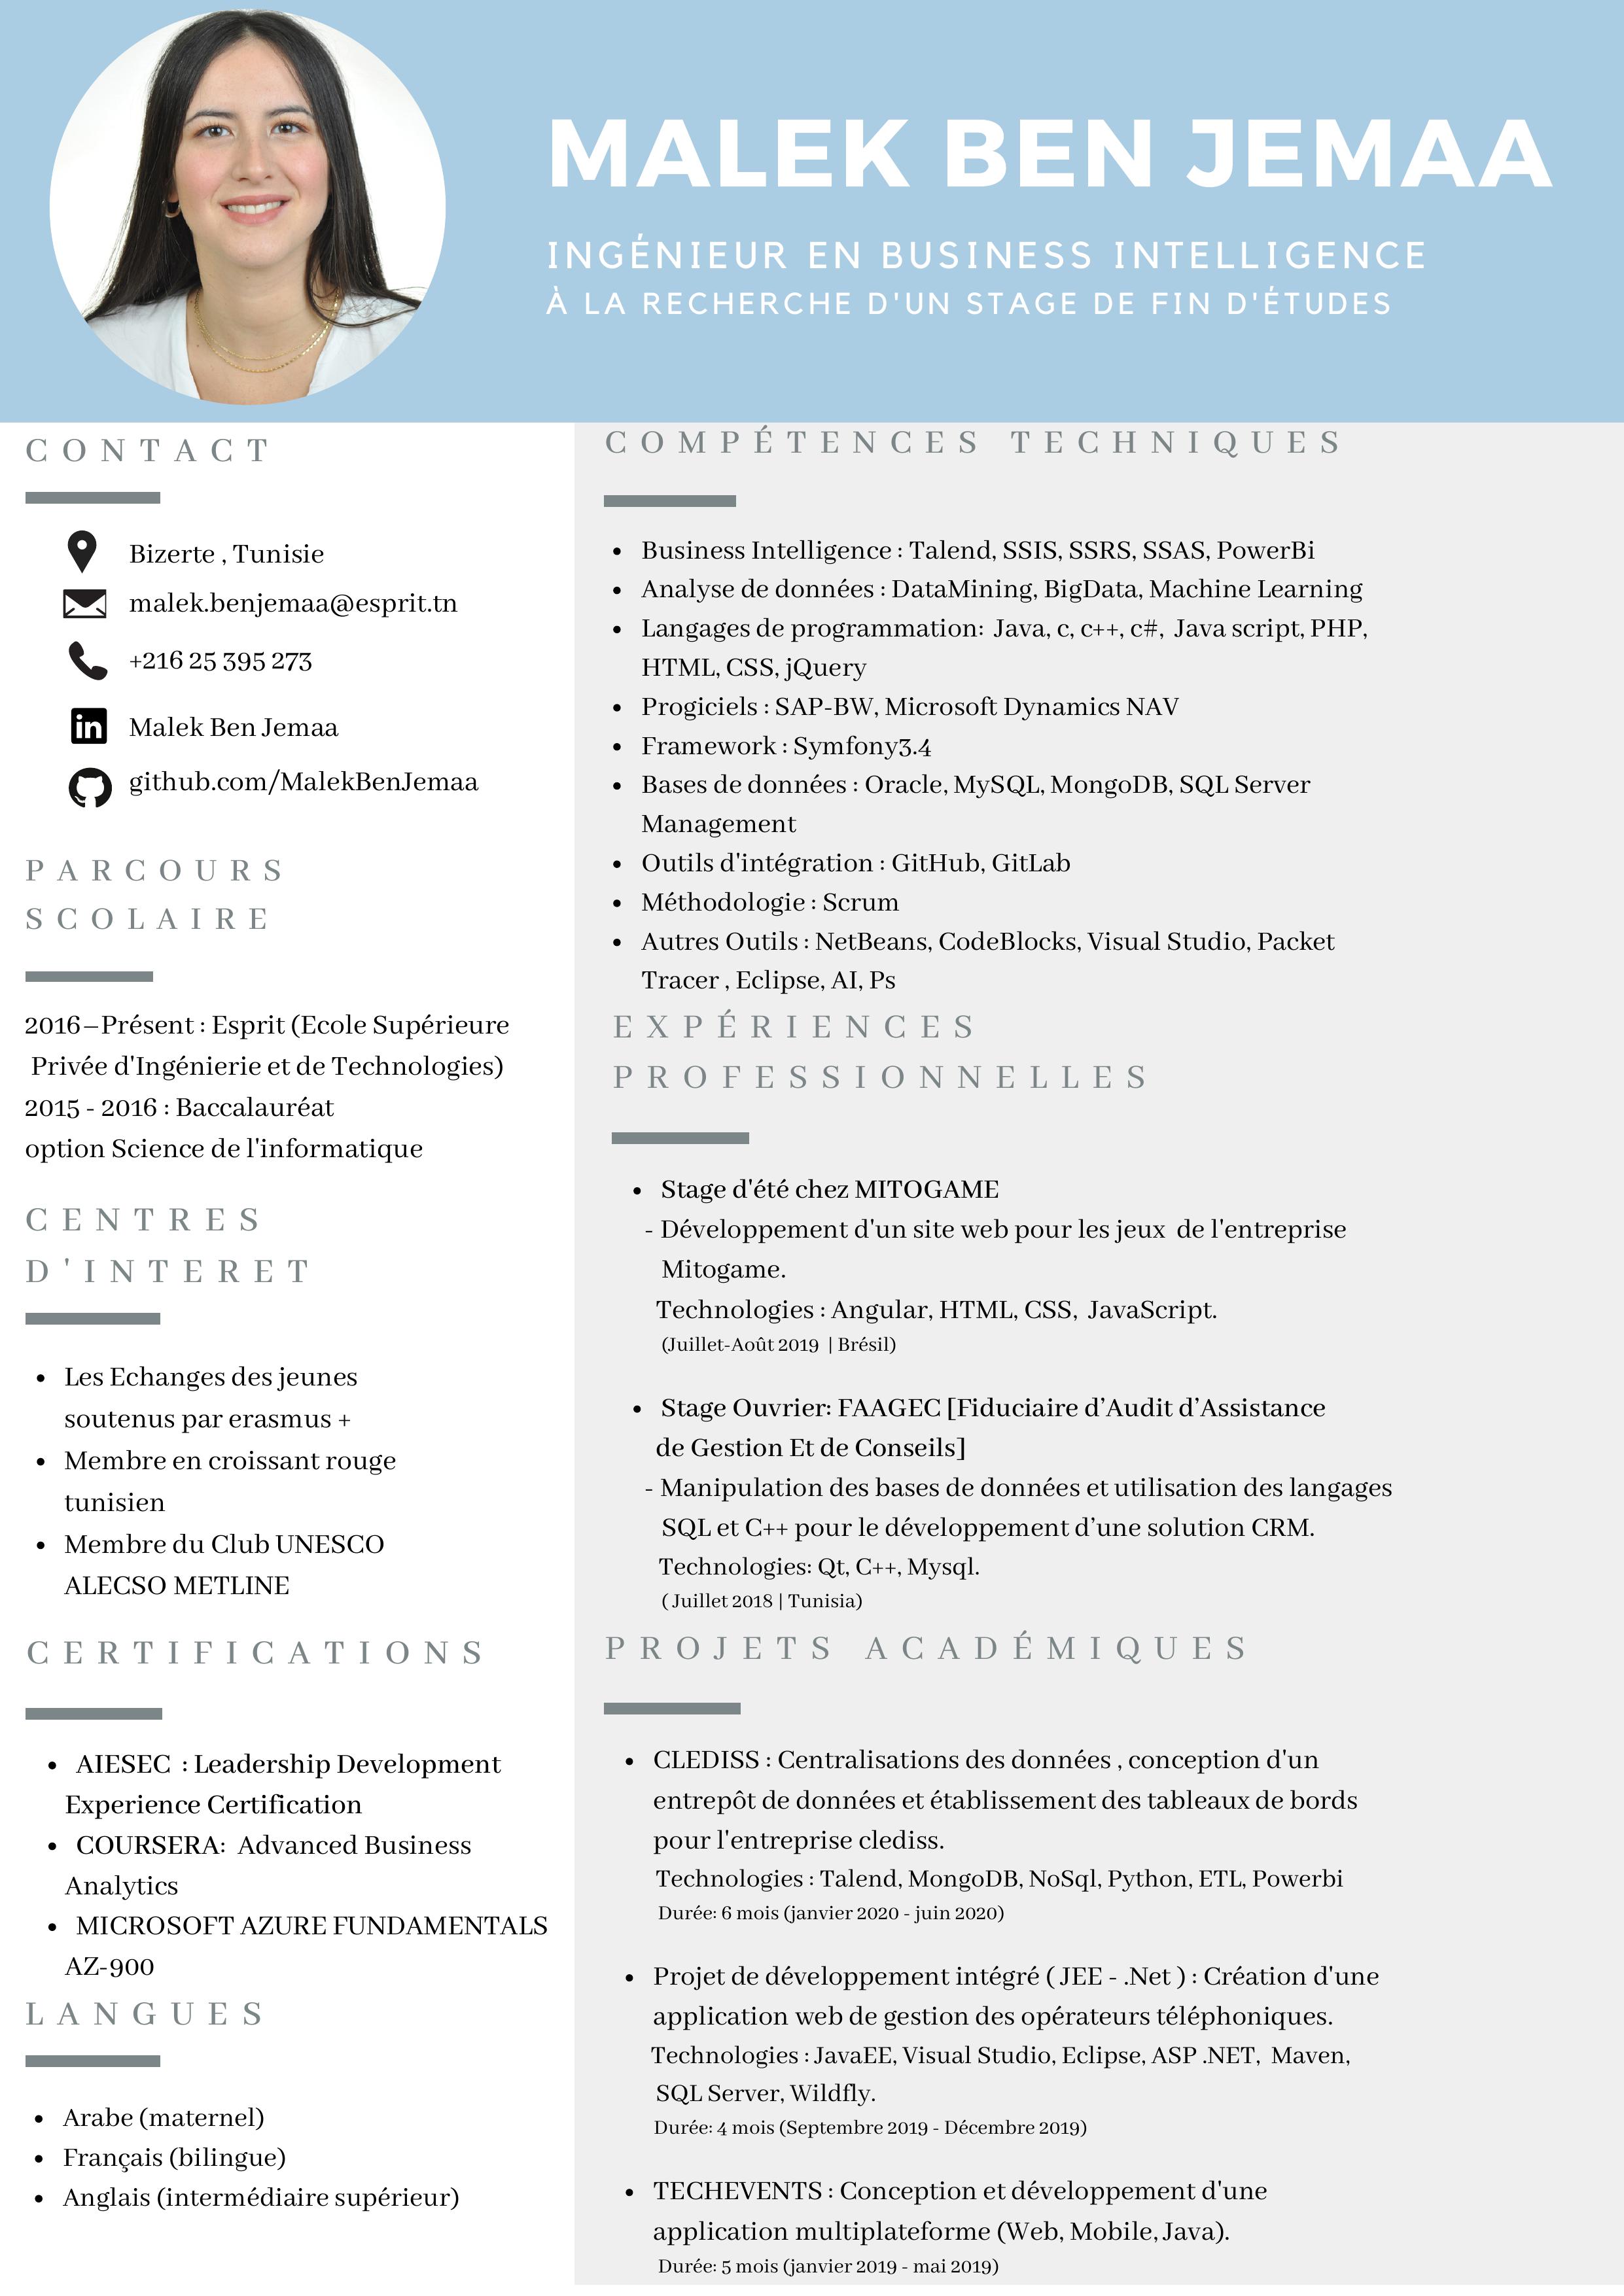 MALEK BEN JEMAA
INGÉNIEUR EN BUSINESS INTELLIGENCE
À LA RECHERCHE D'UN STAGE DE FIN D'ÉTUDES
CONTACT
Bizerte , Tunisie
malek.benjemaa@esprit.tn
+216 25 395 273
in
Malek Ben Jemaa
github.com/MalekBenJemaa
PARCOURS
SCOLAIRE
2016–Présent : Esprit (Ecole Supérieure
Privée d'Ingénierie et de Technologies)
2015 - 2016 : Baccalauréat
option Science de l'informatique
CENTRES
D'INTERET
• Les Echanges des jeunes
soutenus par erasmus +
• Membre en croissant rouge
tunisien
• Membre du Club UNESCO
ALECSO METLINE
CERTIFICATIONS
• AIESEC : Leadership Development
Experience Certification
• COURSERA: Advanced Business
Analytics
• MICROSOFT AZURE FUNDAMENTALS
AZ-900
LANGUES
• Arabe (maternel)
• Français (bilingue)
• Anglais (intermédiaire supérieur)
COMPÉTENCES TECHNIQUES
• Business Intelligence : Talend, SSIS, SSRS, SSAS, PowerBi
• Analyse de données : DataMining, BigData, Machine Learning
• Langages de programmation: Java, c, c++, c#, Java script, PHP,
HTML, CSS, jQuery
• Progiciels : SAP-BW, Microsoft Dynamics NAV
• Framework : Symfony3.4
• Bases de données : Oracle, MySQL, MongoDB, SQL Server
Management
• Outils d'intégration : GitHub, GitLab
• Méthodologie : Scrum
• Autres Outils : NetBeans, CodeBlocks, Visual Studio, Packet
Tracer , Eclipse, AI, Ps
EXPÉRIENCES
PROFESSIONNELLES
• Stage d'été chez MITOGAME
- Développement d'un site web pour les jeux de l'entreprise
Mitogame.
Technologies : Angular, HTML, CSS, JavaScript.
(Juillet-Août 2019 | Brésil)
• Stage Ouvrier: FAAGEC [Fiduciaire d’Audit d’Assistance
de Gestion Et de Conseils]
- Manipulation des bases de données et utilisation des langages
SQL et C++ pour le développement d’une solution CRM.
Technologies: Qt, C++, Mysql.
( Juillet 2018 | Tunisia)
PROJETS ACADÉMIQUES
• CLEDISS : Centralisations des données , conception d'un
entrepôt de données et établissement des tableaux de bords
pour l'entreprise clediss.
Technologies : Talend, MongoDB, NoSql, Python, ETL, Powerbi
Durée: 6 mois (janvier 2020 - juin 2020)
• Projet de développement intégré ( JEE - .Net ) : Création d'une
application web de gestion des opérateurs téléphoniques.
Technologies : JavaEE, Visual Studio, Eclipse, ASP .NET, Maven,
SQL Server, Wildfly.
Durée: 4 mois (Septembre 2019 - Décembre 2019)
• TECHEVENTS : Conception et développement d'une
application multiplateforme (Web, Mobile, Java).
Durée: 5 mois (janvier 2019 - mai 2019)